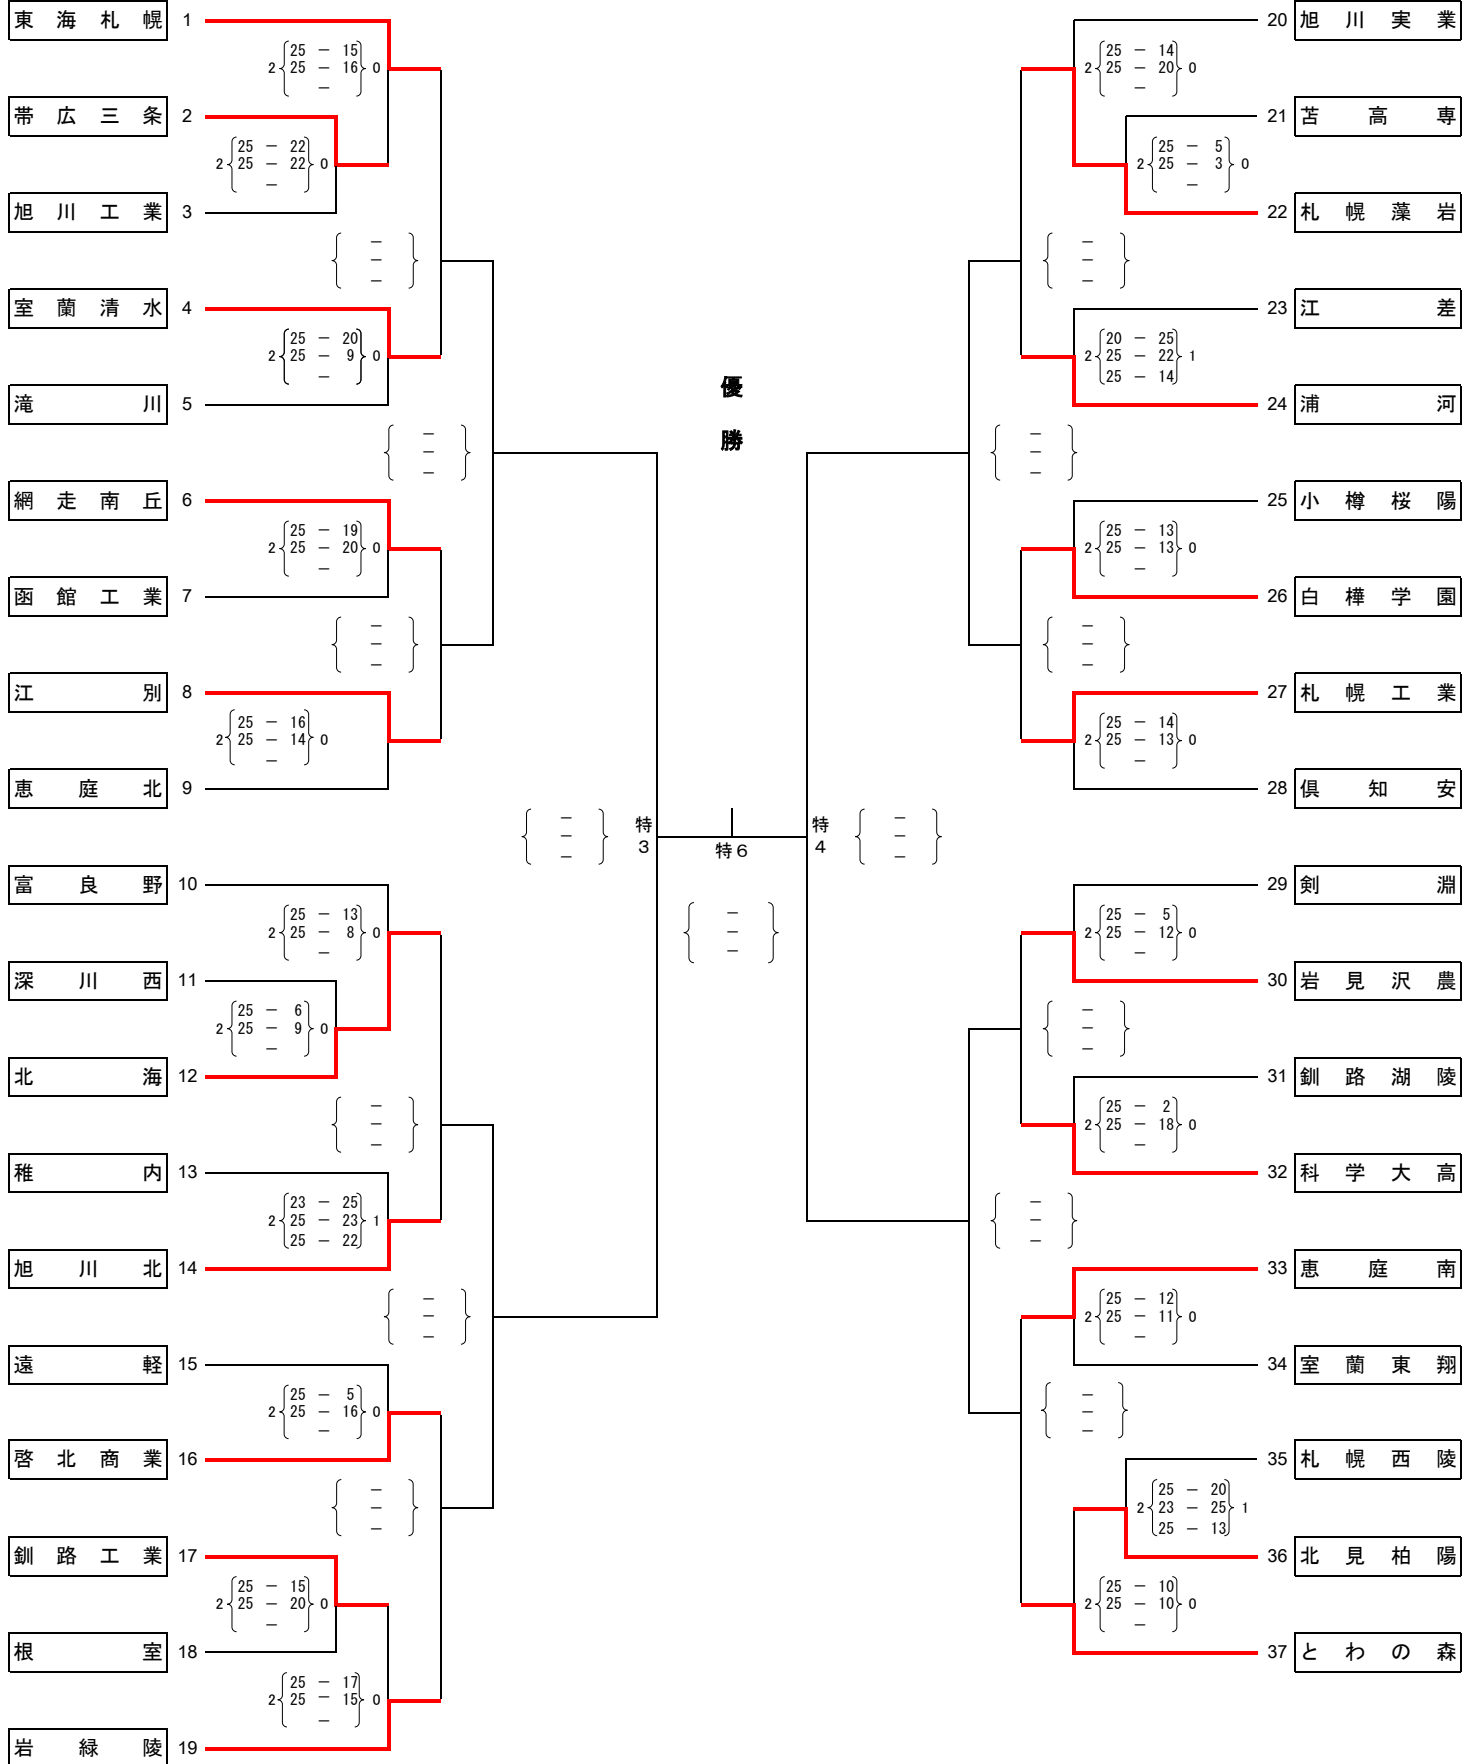 東海札幌 1
25 － 15
2 25 － 16 0
－
帯広三条 2
25 － 22
2 25 － 22 0
－
旭川工業 3
－
－
－
室蘭清水 4
25 － 20
2 25 － 9 0
－
滝川 5
－
－
－
網走南丘 6
25 － 19
2 25 － 20 0
－
函館工業 7
－
－
－
江別 8
25 － 16
2 25 － 14 0
－
恵庭北 9
－
－
－
特
3
富良野 10
25 － 13
2 25 － 8 0
－
深川西 11
25 － 6
2 25 － 9 0
－
北海 12
－
－
－
稚内 13
23 － 25
2 25 － 23 1
25 － 22
旭川北 14
－
－
－
遠軽 15
25 － 5
2 25 － 16 0
－
啓北商業 16
－
－
－
釧路工業 17
25 － 15
2 25 － 20 0
－
根室 18
25 － 17
2 25 － 15 0
－
岩緑陵 19
優
勝
特6
－
－
－
20 旭川実業
25 － 14
2 25 － 20 0
－
21 苫高専
25 － 5
2 25 － 3 0
－
22 札幌藻岩
－
－
－
23 江差
20 － 25
2 25 － 22 1
25 － 14
24 浦河
－
－
－
25 小樽桜陽
25 － 13
2 25 － 13 0
－
26 白樺学園
－
－
－
27 札幌工業
25 － 14
2 25 － 13 0
－
28 倶知安
特
4
－
－
－
29 剣淵
25 － 5
2 25 － 12 0
－
30 岩見沢農
－
－
－
31 釧路湖陵
25 － 2
2 25 － 18 0
－
32 科学大高
－
－
－
33 恵庭南
25 － 12
2 25 － 11 0
－
34 室蘭東翔
－
－
－
35 札幌西陵
25 － 20
2 23 － 25 1
25 － 13
36 北見柏陽
25 － 10
2 25 － 10 0
－
37 とわの森